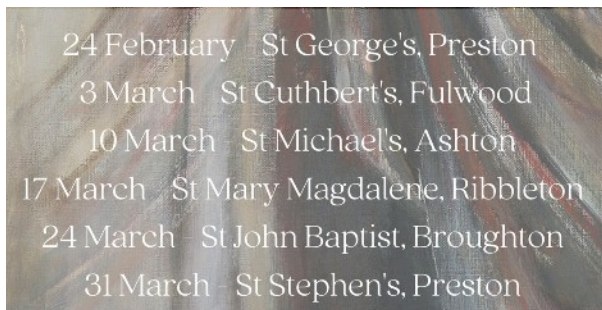 24 February - St George's, Preston
3 March - St Cuthbert's, Fulwood
10 March - St Michael's, Ashton
17 March - St Mary Magdalene, Ribbleton
24 March - St John Baptist, Broughton
31 March - St Stephen's, Preston